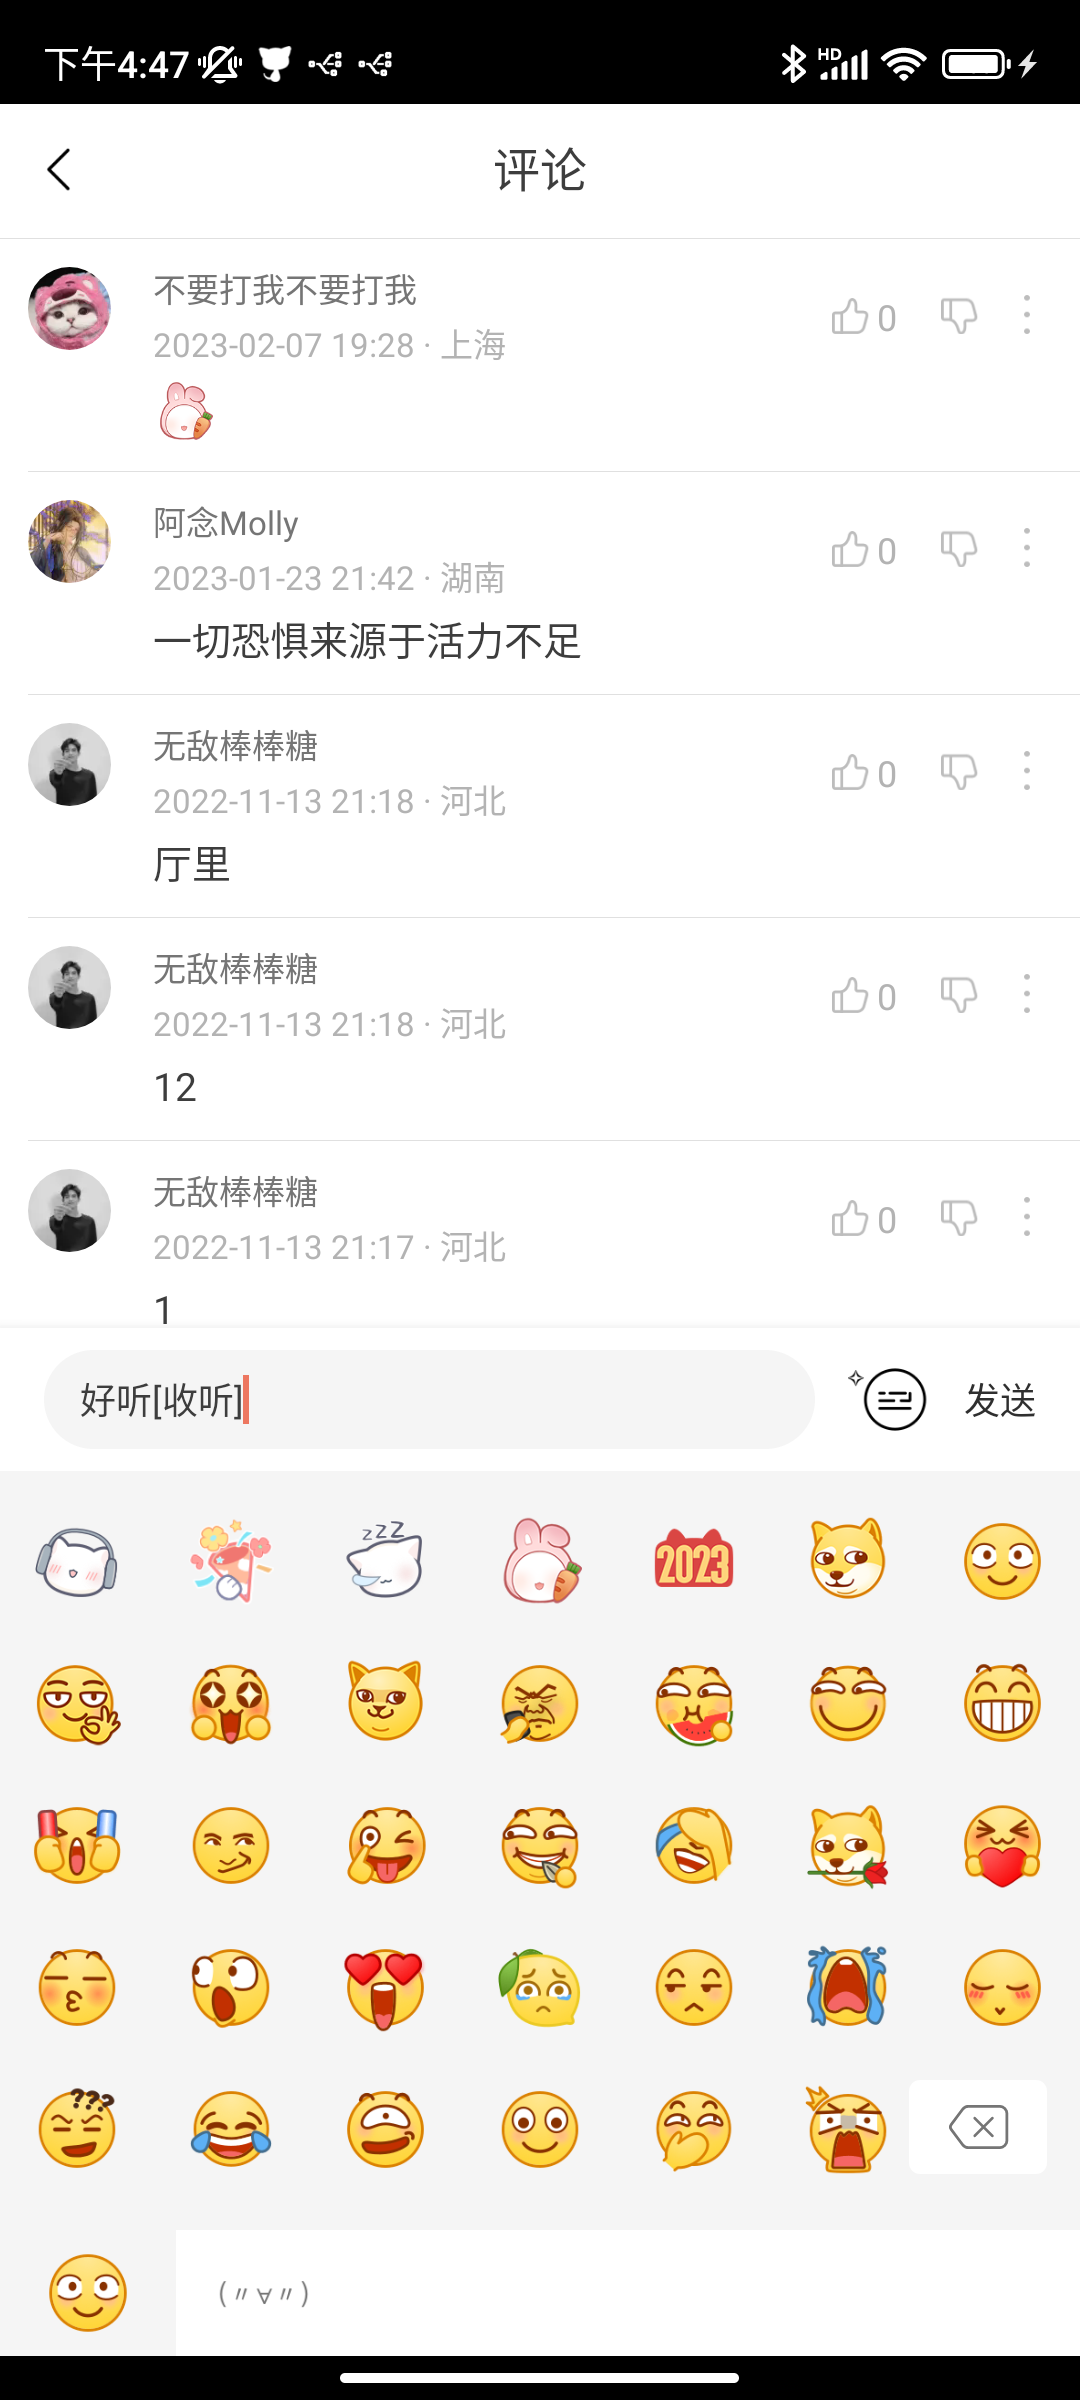 下午4:47
HD
评论
不要打我不要打我
0
2023-02-07 19:28 · 上海
阿念Molly
0
2023-01-23 21:42 · 湖南
一切恐惧来源于活力不足
无敌棒棒糖
0
2022-11-13 21:18 · 河北
厅里
无敌棒棒糖
0
2022-11-13 21:18 · 河北
12
无敌棒棒糖
0
2022-11-13 21:17 · 河北
1
好听[收听]
发送
zzZ
2023
???
(〃∀〃)